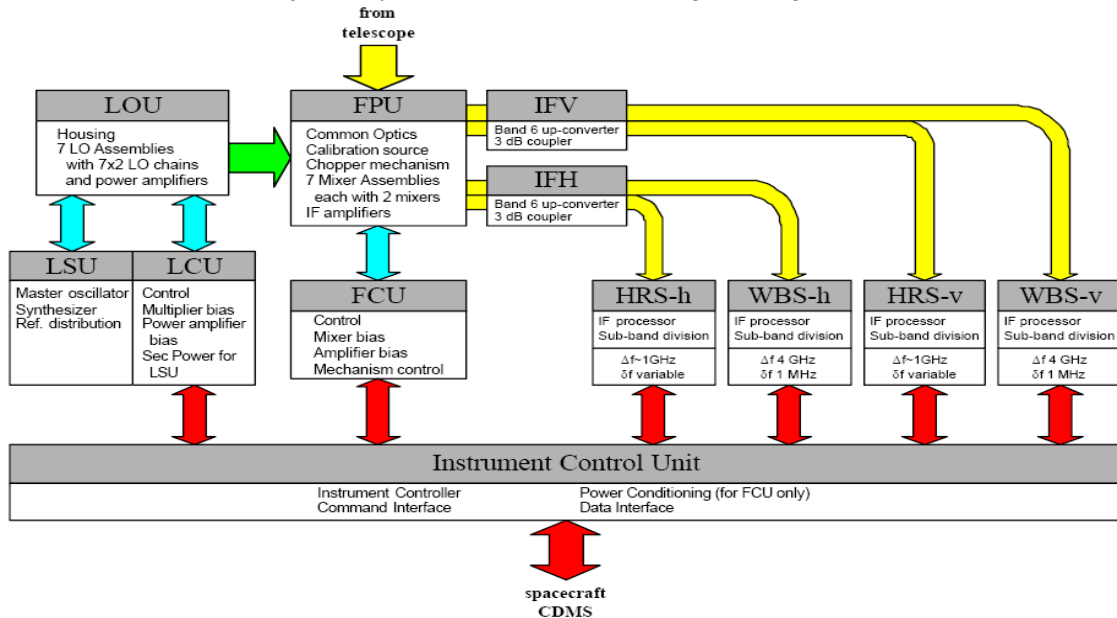 from
telescope
LOU
Housing
7 LO Assemblies
with 7x2 LO chains
and power amplifiers
FPU
Common Optics
Calibration source
Chopper mechanism
7 Mixer Assemblies
each with 2 mixers
IF amplifiers
IFV
Band 6 up-converter
3 dB coupler
IFH
Band 6 up-converter
3 dB coupler
LSU
Master oscillator
Synthesizer
Ref. distribution
LCU
Control
Multiplier bias
Power amplifier
bias
Sec Power for
LSU
FCU
Control
Mixer bias
Amplifier bias
Mechanism control
HRS-h
IF processor
Sub-band division
Δf~1GHz
δf variable
WBS-h
IF processor
Sub-band division
Δf 4 GHz
δf 1 MHz
HRS-v
IF processor
Sub-band division
Δf~1GHz
δf variable
WBS-v
IF processor
Sub-band division
Δf 4 GHz
δf 1 MHz
Instrument Control Unit
Instrument Controller
Command Interface
Power Conditioning (for FCU only)
Data Interface
spacecraft
CDMS